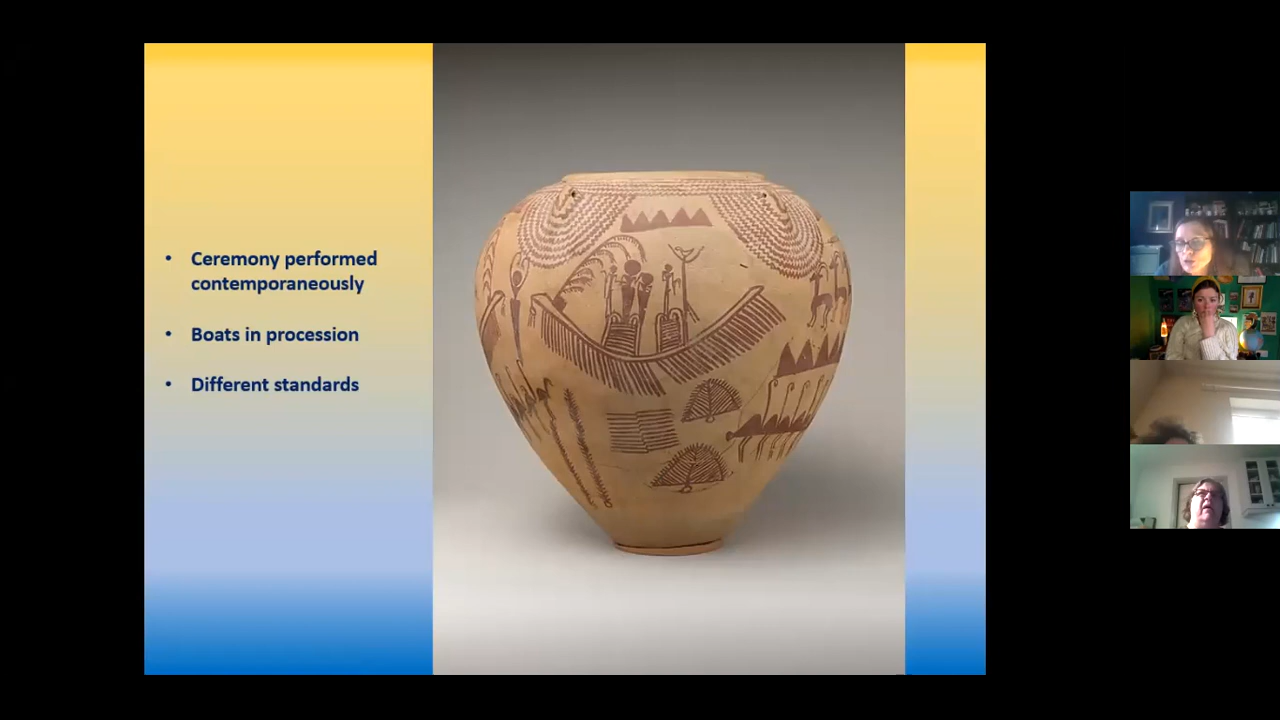 • Ceremony performed
contemporaneously
• Boats in procession
• Different standards